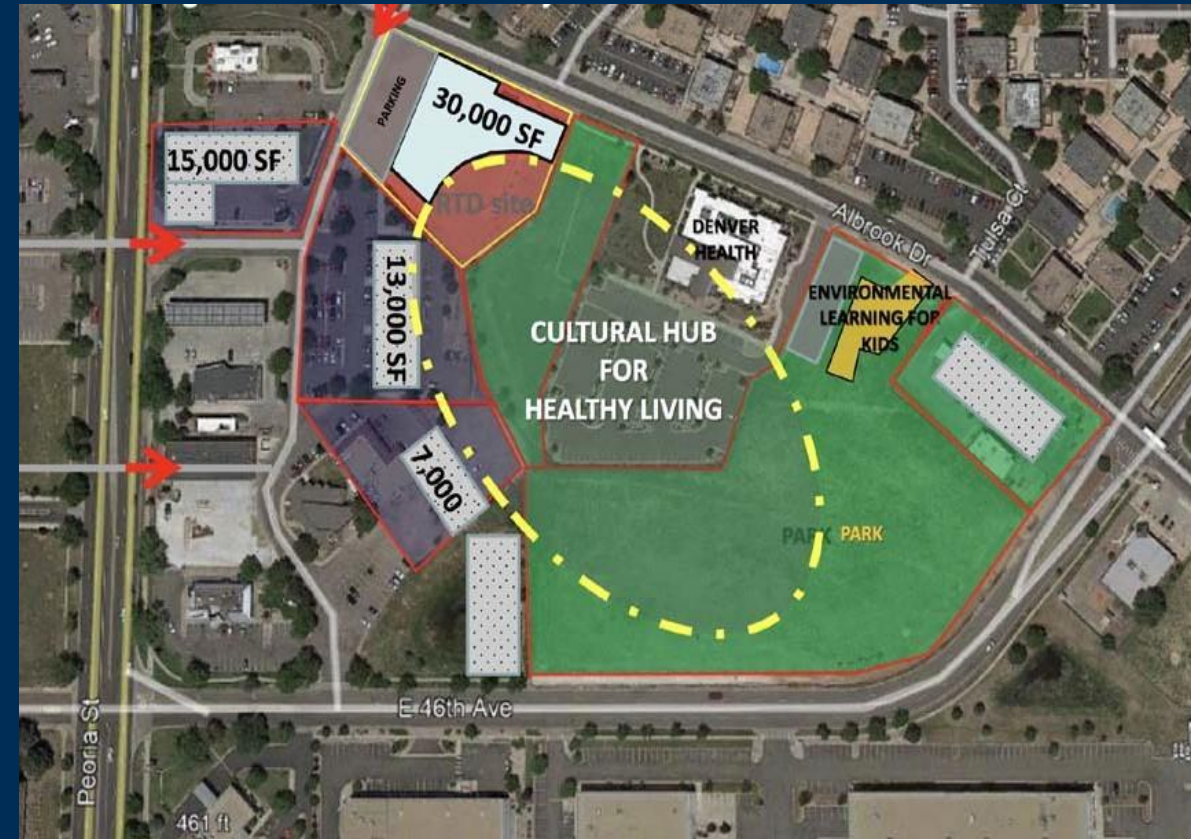 PARKING
30,000 SF
15,000 SF
RTD site
DENVER
HEALTH
Albrook Dr
Tulsa Ct
13,000 SF
ENVIRONMENTAL
LEARNING FOR
KIDS
CULTURAL HUB
FOR
HEALTHY LIVING
7,000
PARK PARK
E 46th Ave
Peoria St
461 ft